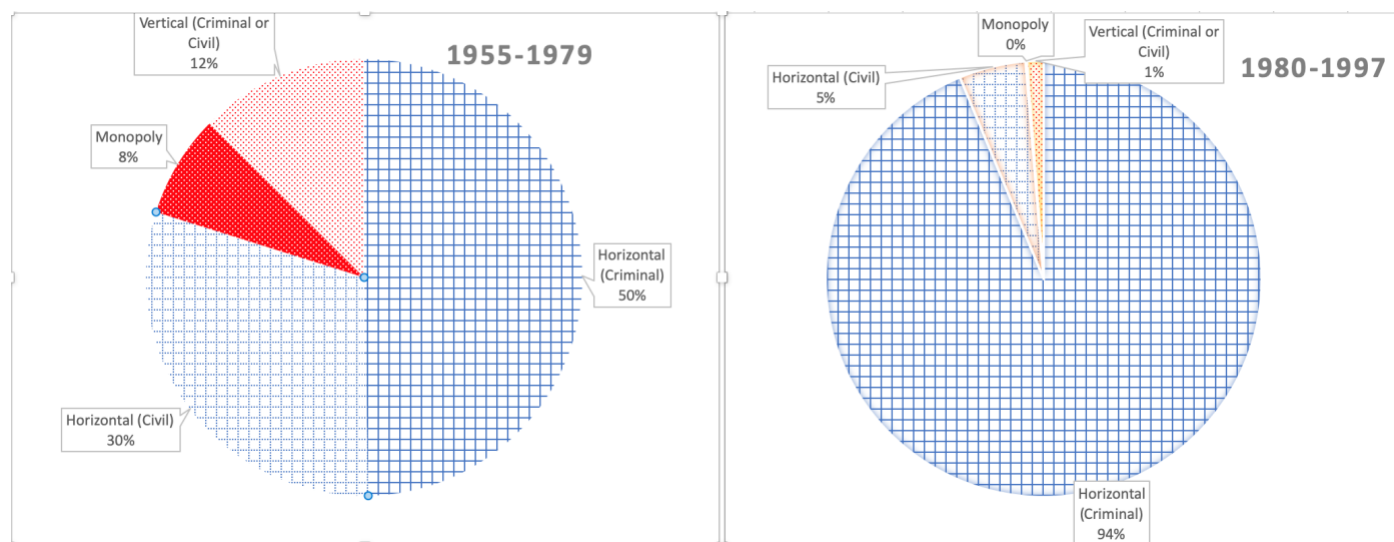 Vertical (Criminal or
Civil)
12%
1955-1979
Monopoly
8%
Horizontal
(Criminal)
50%
Horizontal (Civil)
30%
Monopoly
0%
Vertical (Criminal or
Civil)
1%
1980-1997
Horizontal (Civil)
5%
Horizontal
(Criminal)
94%